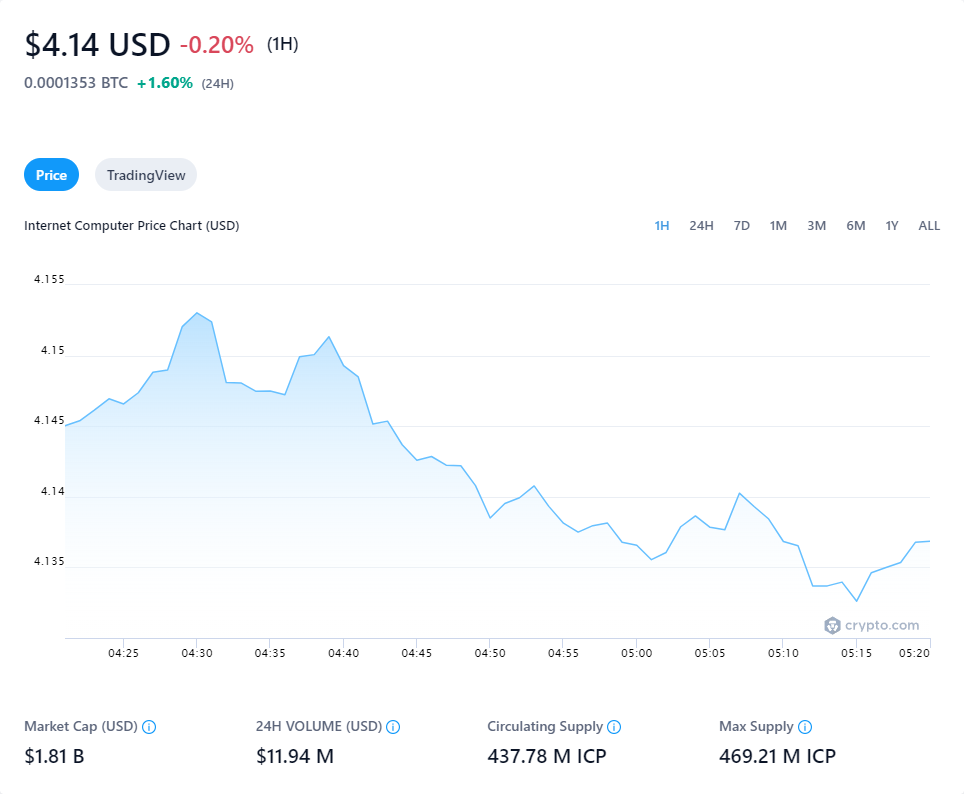 $4.14 USD -0.20% (1H)
0.0001353 BTC +1.60% (24H)
Price TradingView
Internet Computer Price Chart (USD) 1H 24H 7D 1M 3M 6M 1Y ALL
4.155
4.15
4.145
4.14
4.135
crypto.com
04:25 04:30 04:35 04:40 04:45 04:50 04:55 05:00 05:05 05:10 05:15 05:20
Market Cap (USD) 24H VOLUME (USD) Circulating Supply Max Supply
$1.81 B $11.94 M 437.78 M ICP 469.21 M ICP